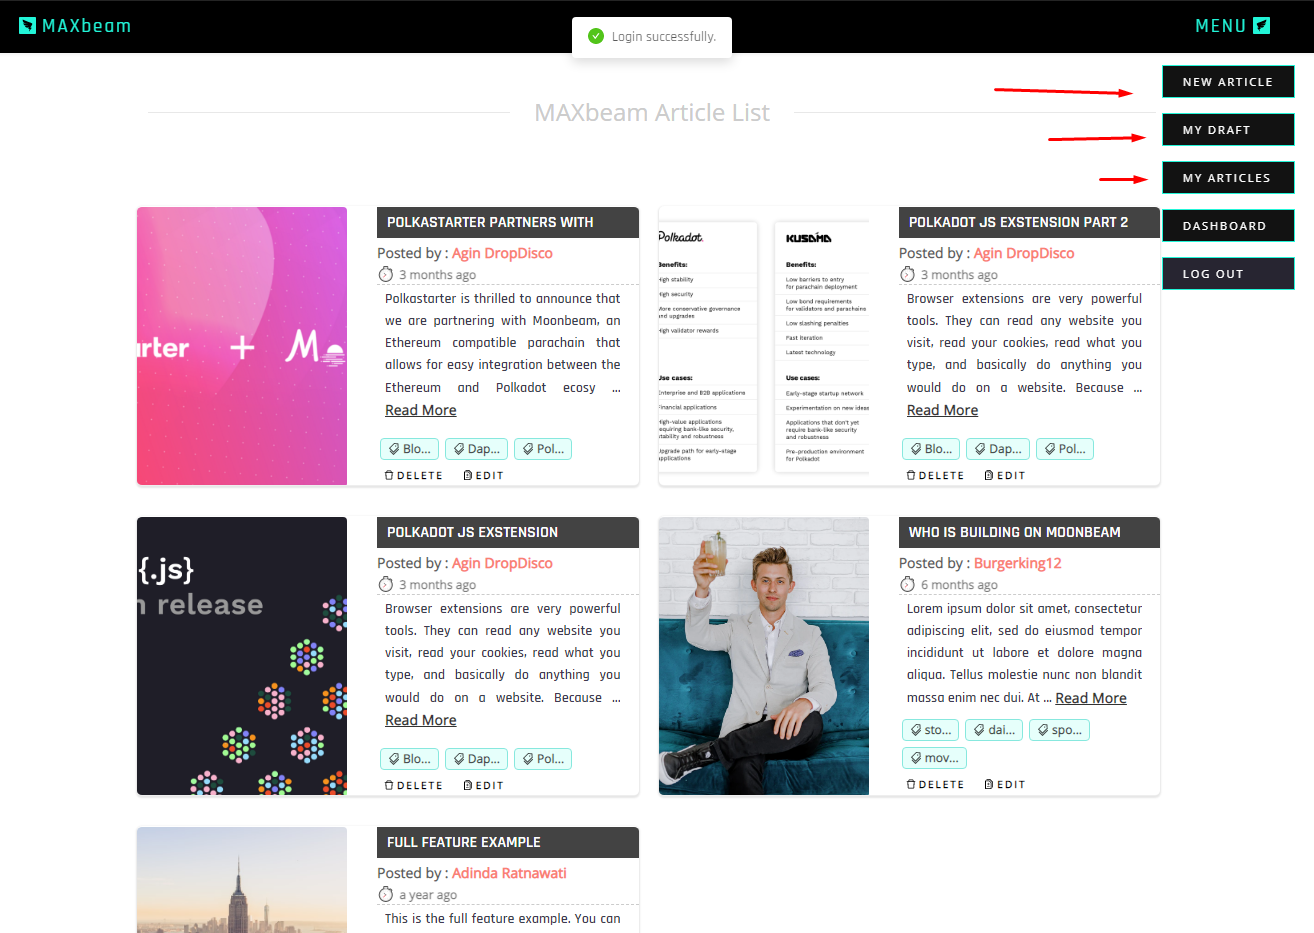 MAXbeam
Login successfully.
MENU
NEW ARTICLE
MY DRAFT
MY ARTICLES
DASHBOARD
LOG OUT
MAXbeam Article List
rter + M
POLKASTARTER PARTNERS WITH
Posted by : Agin DropDisco
3 months ago
Polkastarter is thrilled to announce that
we are partnering with Moonbeam, an
Ethereum compatible parachain that
allows for easy integration between the
Ethereum and Polkadot ecosy ...
Read More
Blo... Dap... Pol...
DELETE EDIT
Polkadot.
Benefits:
High stability
High security
More conservative governance
and upgrades
High validator rewards
Use cases:
Enterprise and B2B applications
Financial applications
High-value applications
requiring bank-like security,
stability and robustness
Upgrade path for early-stage
applications
KUSAMA
Benefits:
Low barriers to entry
for parachain deployment
Low bond requirements
for validators and parachains
Low slashing penalties
Fast iteration
Latest technology
Use cases:
Early-stage startup network
Experimentation on new ideas
Applications that don't yet
require bank-like security
and robustness
Pre-production environment
for Polkadot
POLKADOT JS EXSTENSION PART 2
Posted by : Agin DropDisco
3 months ago
Browser extensions are very powerful
tools. They can read any website you
visit, read your cookies, read what you
type, and basically do anything you
would do on a website. Because ...
Read More
Blo... Dap... Pol...
DELETE EDIT
{.js}
n release
POLKADOT JS EXSTENSION
Posted by : Agin DropDisco
3 months ago
Browser extensions are very powerful
tools. They can read any website you
visit, read your cookies, read what you
type, and basically do anything you
would do on a website. Because ...
Read More
Blo... Dap... Pol...
DELETE EDIT
WHO IS BUILDING ON MOONBEAM
Posted by : Burgerking12
6 months ago
Lorem ipsum dolor sit amet, consectetur
adipiscing elit, sed do eiusmod tempor
incididunt ut labore et dolore magna
aliqua. Tellus molestie nunc non blandit
massa enim nec dui. At ... Read More
sto... dai... spo...
mov...
DELETE EDIT
FULL FEATURE EXAMPLE
Posted by : Adinda Ratnawati
a year ago
This is the full feature example. You can